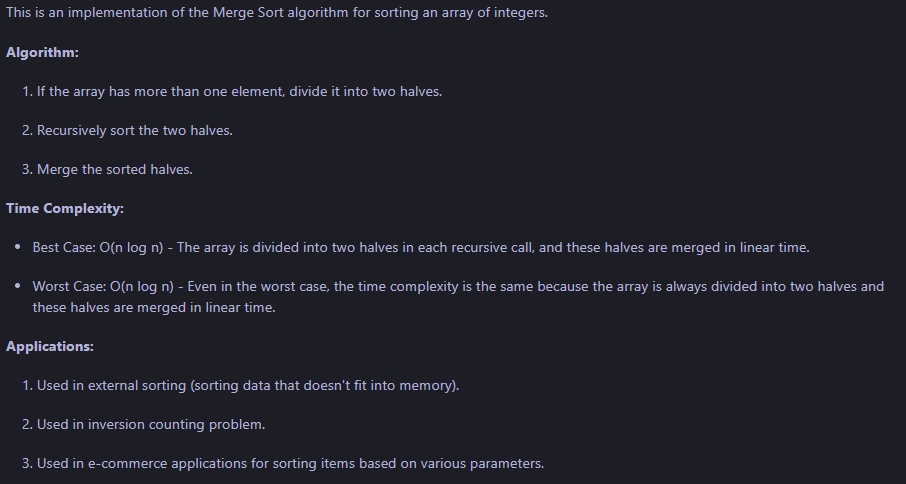 This is an implementation of the Merge Sort algorithm for sorting an array of integers.
Algorithm:
1. If the array has more than one element, divide it into two halves.
2. Recursively sort the two halves.
3. Merge the sorted halves.
Time Complexity:
• Best Case: O(n log n) - The array is divided into two halves in each recursive call, and these halves are merged in linear time.
• Worst Case: O(n log n) - Even in the worst case, the time complexity is the same because the array is always divided into two halves and
these halves are merged in linear time.
Applications:
1. Used in external sorting (sorting data that doesn't fit into memory).
2. Used in inversion counting problem.
3. Used in e-commerce applications for sorting items based on various parameters.